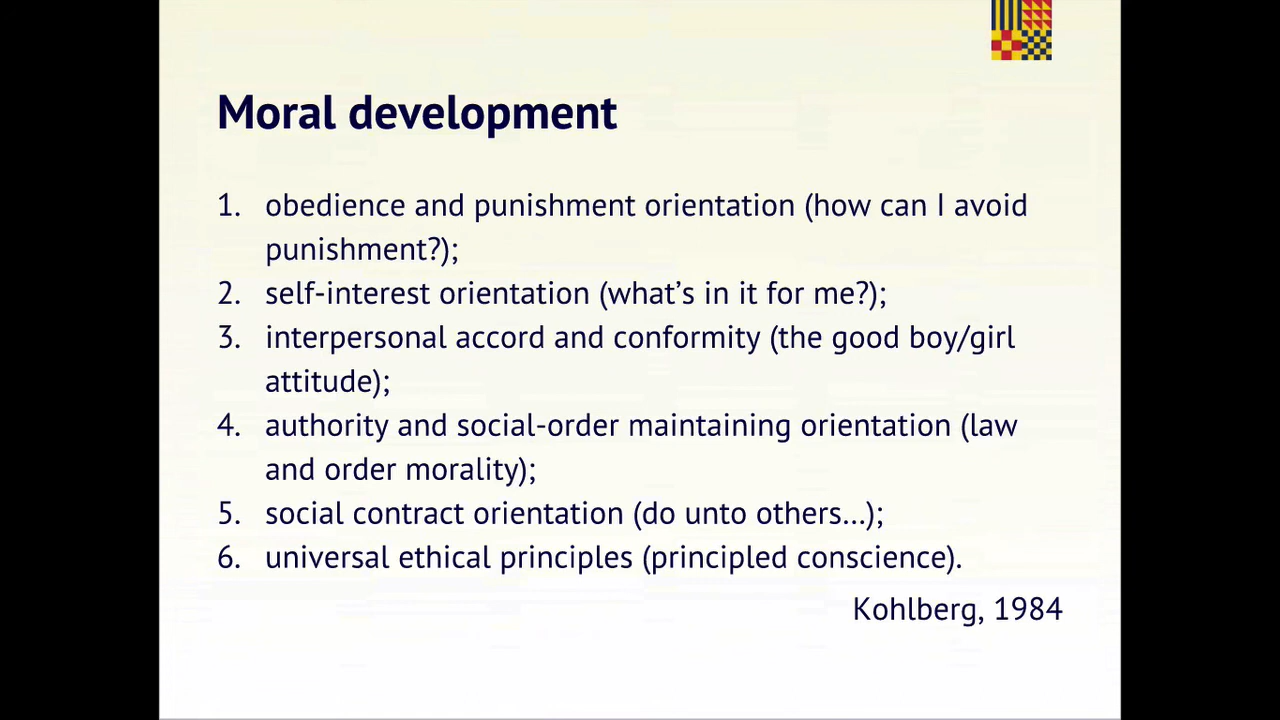 Moral development
1. obedience and punishment orientation (how can I avoid
punishment?);
2. self-interest orientation (what’s in it for me?);
3. interpersonal accord and conformity (the good boy/girl
attitude);
4. authority and social-order maintaining orientation (law
and order morality);
5. social contract orientation (do unto others…);
6. universal ethical principles (principled conscience).
Kohlberg, 1984